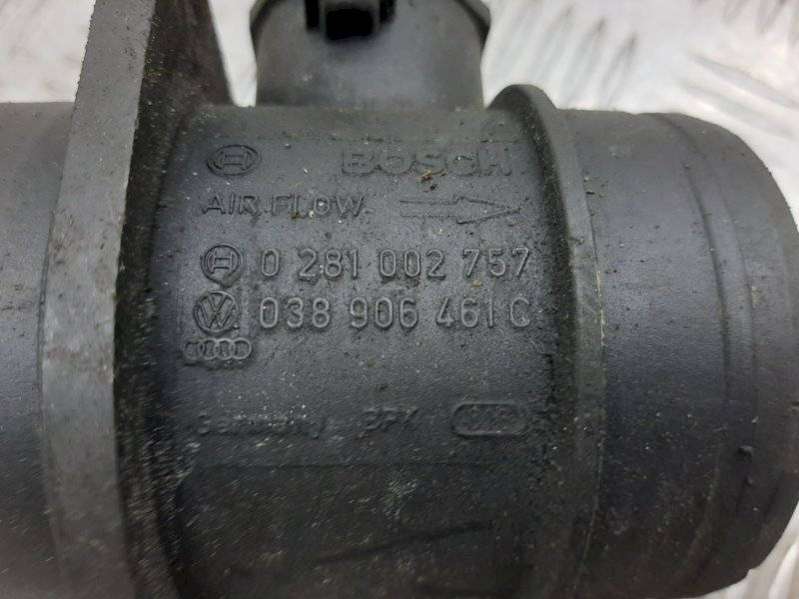 BOSCH
AIR FLOW
0 281 002 757
038 906 461 C
Germany